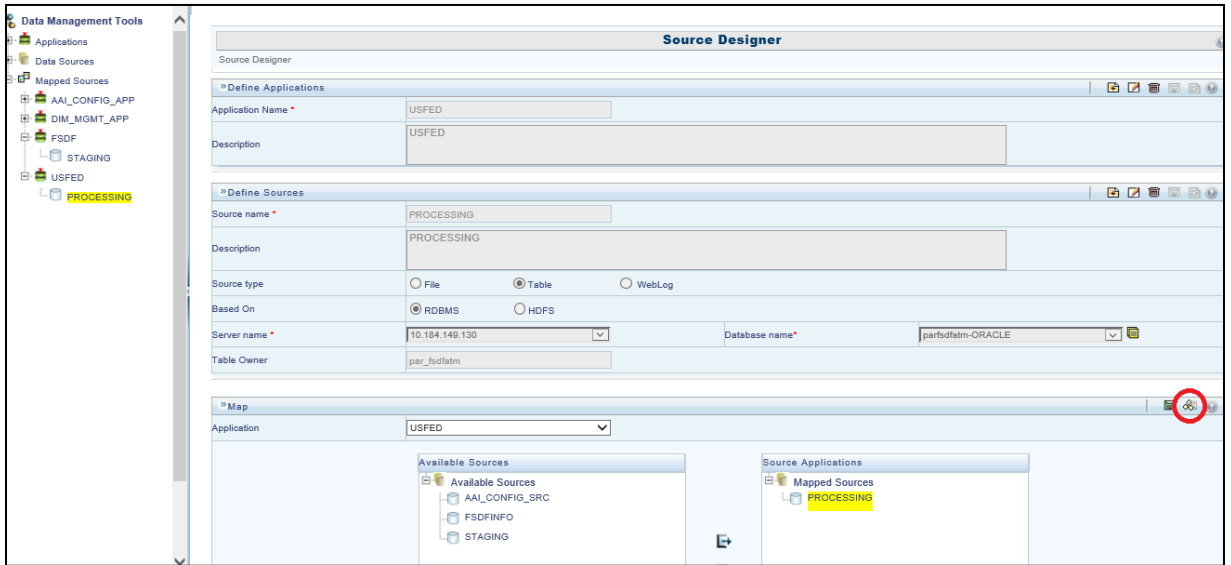 Data Management Tools
Applications
Data Sources
Mapped Sources
AAI_CONFIG_APP
DIM_MGMT_APP
FSDF
STAGING
USFED
PROCESSING
Source Designer
Source Designer
»Define Applications
Application Name *
USFED
Description
USFED
»Define Sources
Source name *
PROCESSING
Description
PROCESSING
Source type
File Table WebLog
Based On
RDBMS HDFS
Server name * 10.184.149.130 Database name* parfsdfatm-ORACLE
Table Owner
par_fsdfatm
»Map
Application
USFED
Available Sources
Available Sources
AAI_CONFIG_SRC
FSDFINFO
STAGING
Source Applications
Mapped Sources
PROCESSING